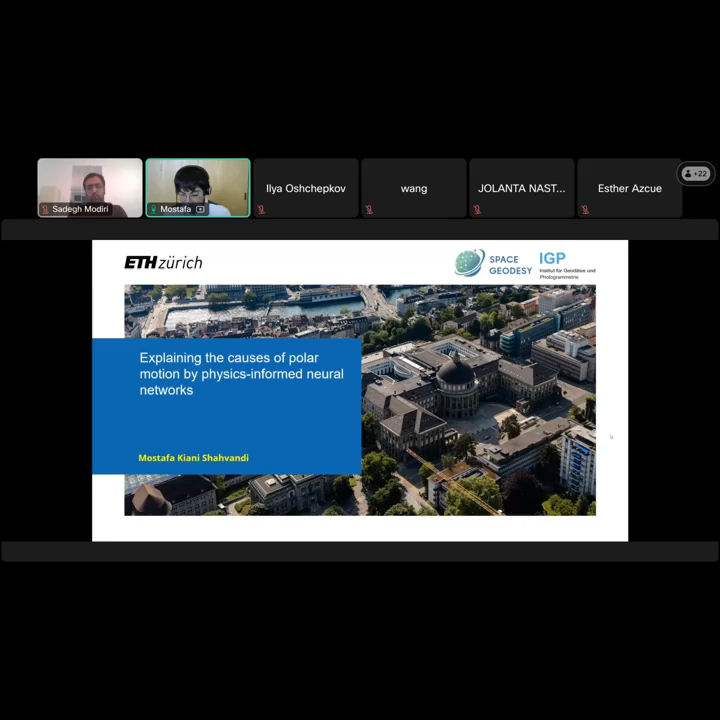 Sadegh Modiri
Mostafa
Ilya Oshchepkov
wang
JOLANTA NAST...
Esther Azcue
+22
ETH zürich
SPACE
GEODESY
IGP
Institut für Geodäsie und
Photogrammetrie
Explaining the causes of polar
motion by physics-informed neural
networks
Mostafa Kiani Shahvandi